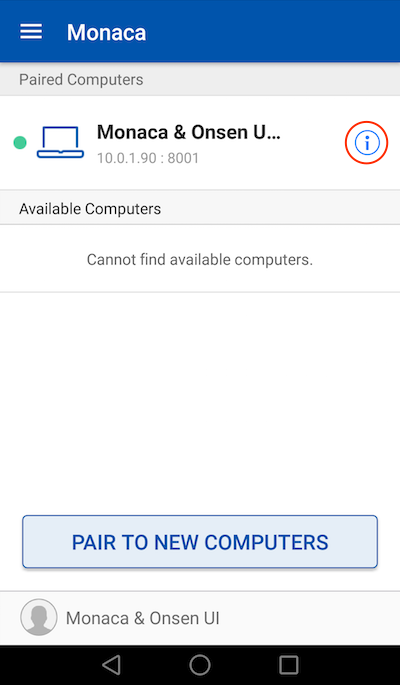 Monaca
Paired Computers
Monaca & Onsen U...
10.0.1.90 : 8001
Available Computers
Cannot find available computers.
PAIR TO NEW COMPUTERS
Monaca & Onsen UI